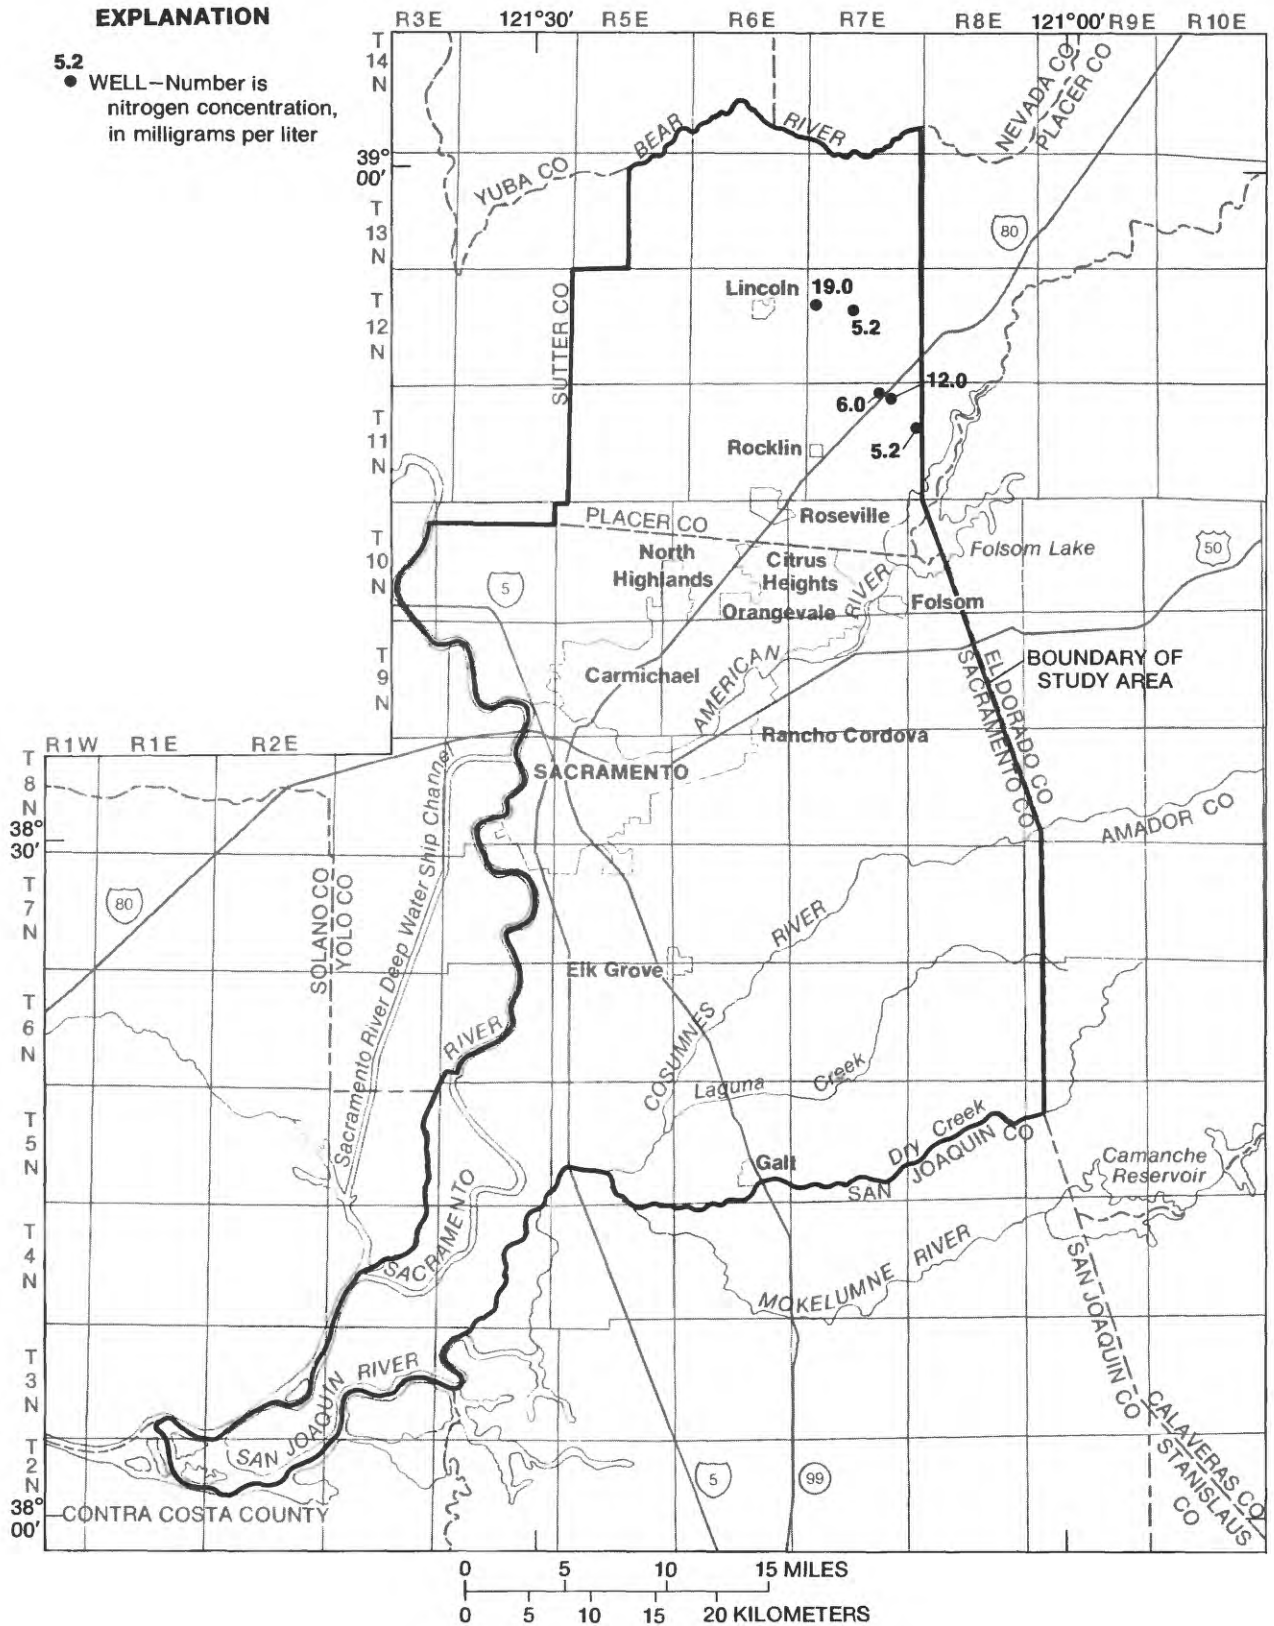 EXPLANATION
5.2
WELL–Number is
nitrogen concentration,
in milligrams per liter
R3E 121°30′ R5E R6E R7E R8E 121°00′ R9E R10E
T
14
N
39°
00′
T
13
N
T
12
N
T
11
N
T
10
N
T
9
N
NEVADA CO
PLACER CO
BEAR RIVER
YUBA CO
80
SUTTER CO
Lincoln
19.0
5.2
12.0
6.0
5.2
Rocklin
Roseville
PLACER CO
North
Highlands
Citrus
Heights
Folsom Lake
50
5
Orangevale
RIVER
Folsom
Carmichael
AMERICAN
EL DORADO CO
SACRAMENTO CO
BOUNDARY OF
STUDY AREA
Rancho Cordova
R1W R1E R2E
T
8
N
38°
30′
T
7
N
T
6
N
T
5
N
T
4
N
T
3
N
T
2
N
38°
00′
SACRAMENTO
Sacramento River Deep Water Ship Channel
AMADOR CO
80
SOLANO CO
YOLO CO
RIVER
Elk Grove
COSUMNES
RIVER
Laguna Creek
Dry Creek
SAN JOAQUIN CO
Galt
Camanche
Reservoir
SACRAMENTO
MOKELUMNE RIVER
SAN JOAQUIN CO
RIVER
SAN JOAQUIN
CALAVERAS CO
STANISLAUS
CO
5
99
CONTRA COSTA COUNTY
0 5 10 15 MILES
0 5 10 15 20 KILOMETERS